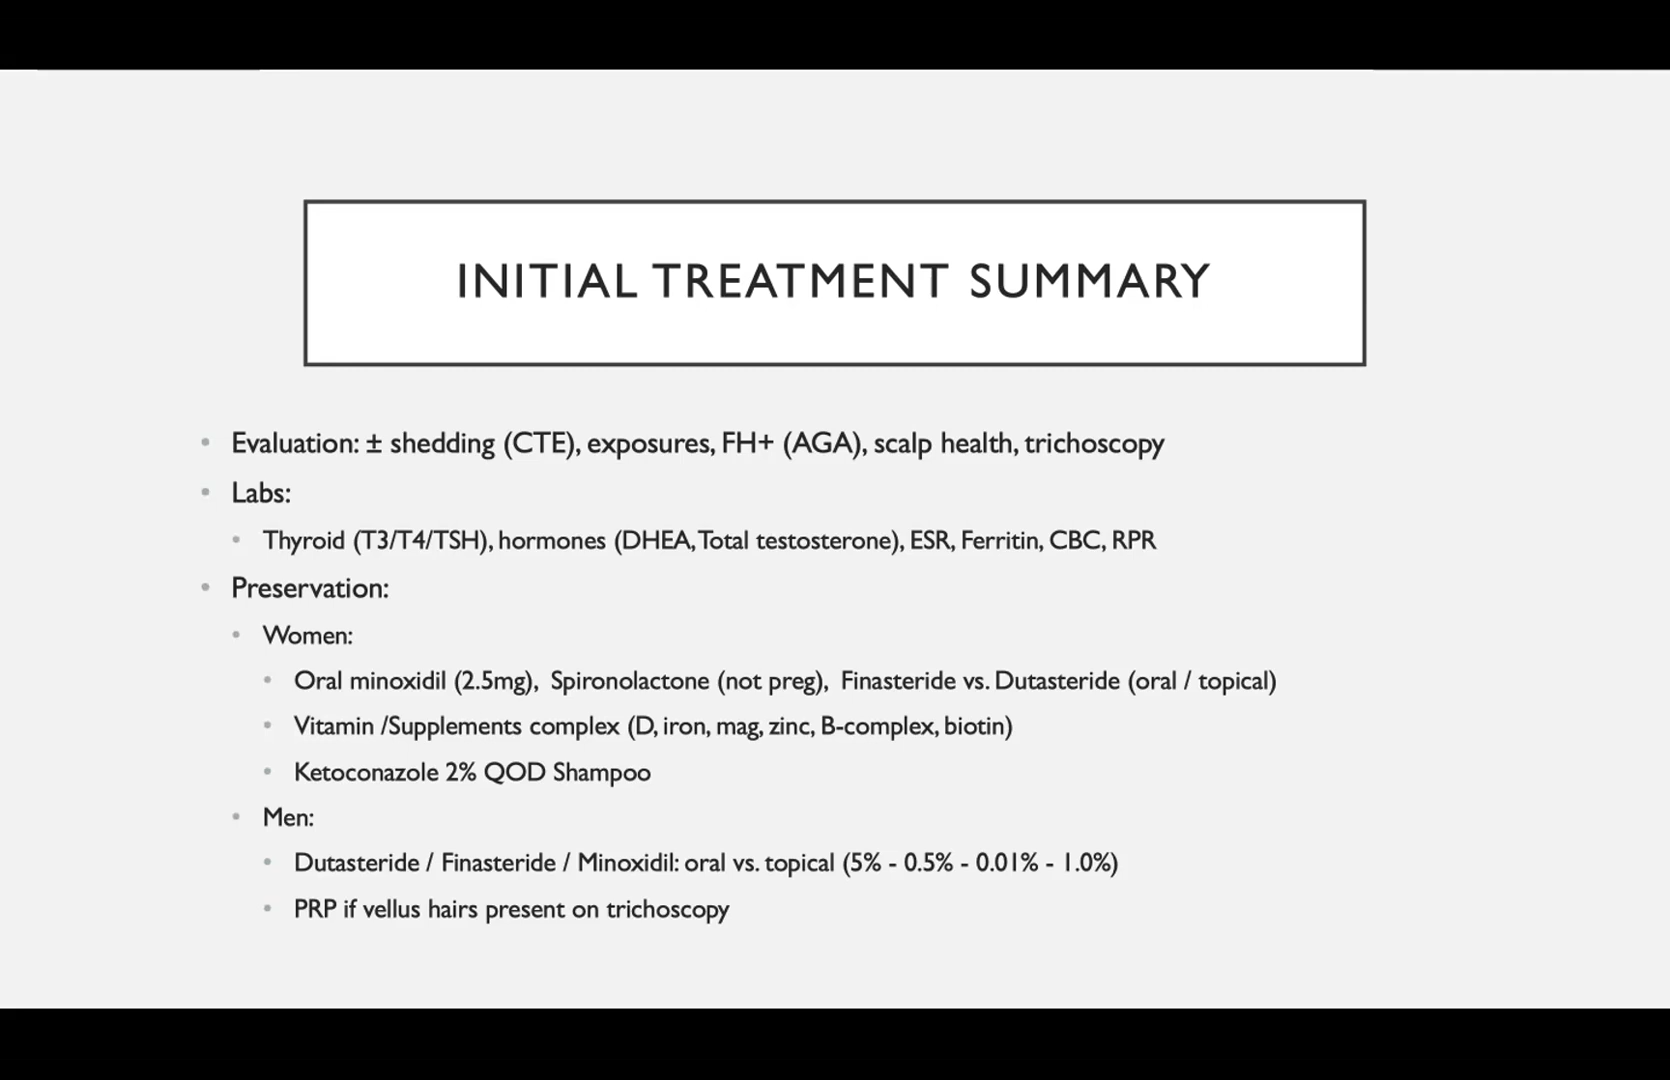 INITIAL TREATMENT SUMMARY
• Evaluation: ± shedding (CTE), exposures, FH+ (AGA), scalp health, trichoscopy
• Labs:
• Thyroid (T3/T4/TSH), hormones (DHEA, Total testosterone), ESR, Ferritin, CBC, RPR
• Preservation:
• Women:
• Oral minoxidil (2.5mg), Spironolactone (not preg), Finasteride vs. Dutasteride (oral / topical)
• Vitamin /Supplements complex (D, iron, mag, zinc, B-complex, biotin)
• Ketoconazole 2% QOD Shampoo
• Men:
• Dutasteride / Finasteride / Minoxidil: oral vs. topical (5% - 0.5% - 0.01% - 1.0%)
• PRP if vellus hairs present on trichoscopy